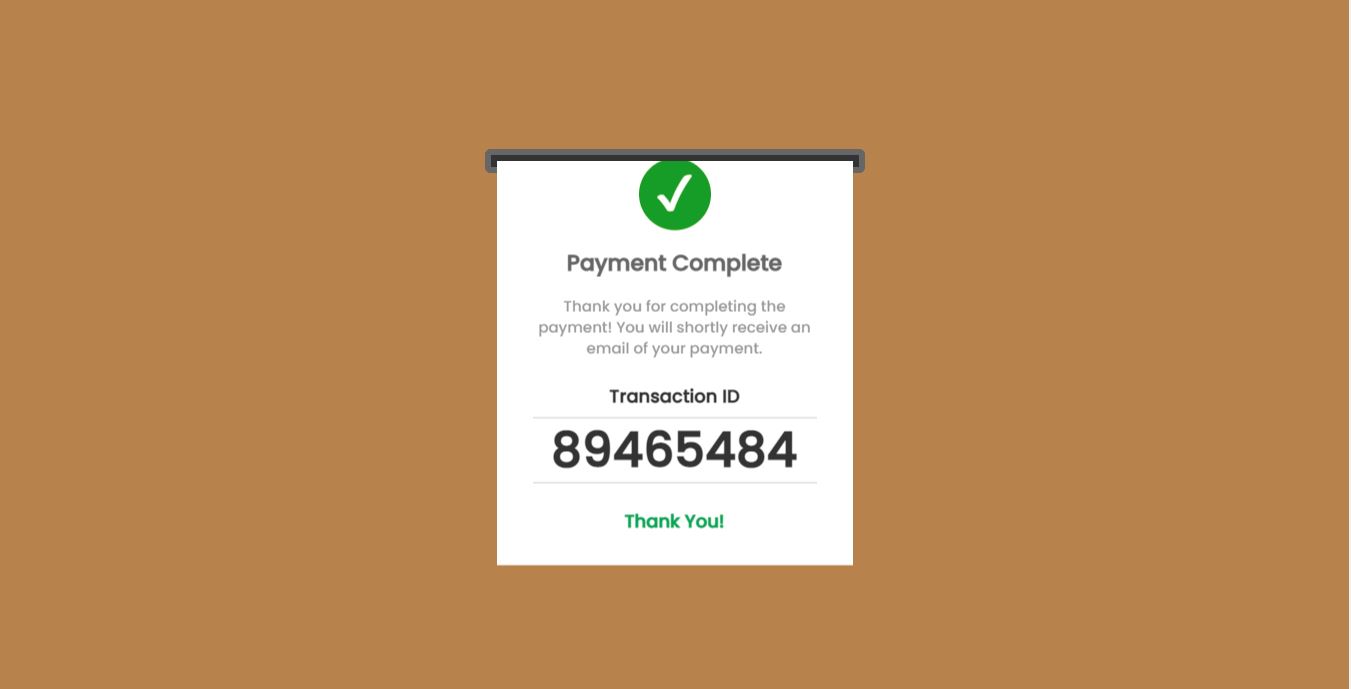 Payment Complete
Thank you for completing the
payment! You will shortly receive an
email of your payment.
Transaction ID
89465484
Thank You!